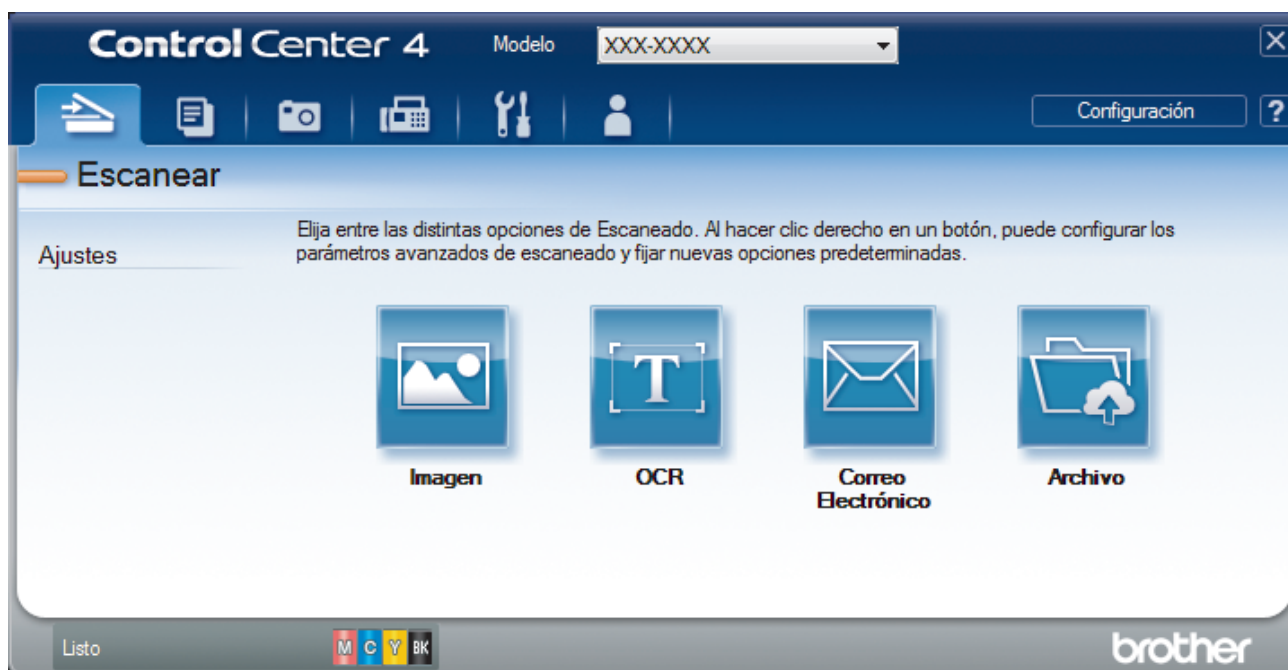 Control Center 4
Modelo
XXX-XXXX
Configuración
?
Escanear
Ajustes
Elija entre las distintas opciones de Escaneado. Al hacer clic derecho en un botón, puede configurar los
parámetros avanzados de escaneado y fijar nuevas opciones predeterminadas.
T
Imagen
OCR
Correo
Electrónico
Archivo
Listo
M C Y BK
brother